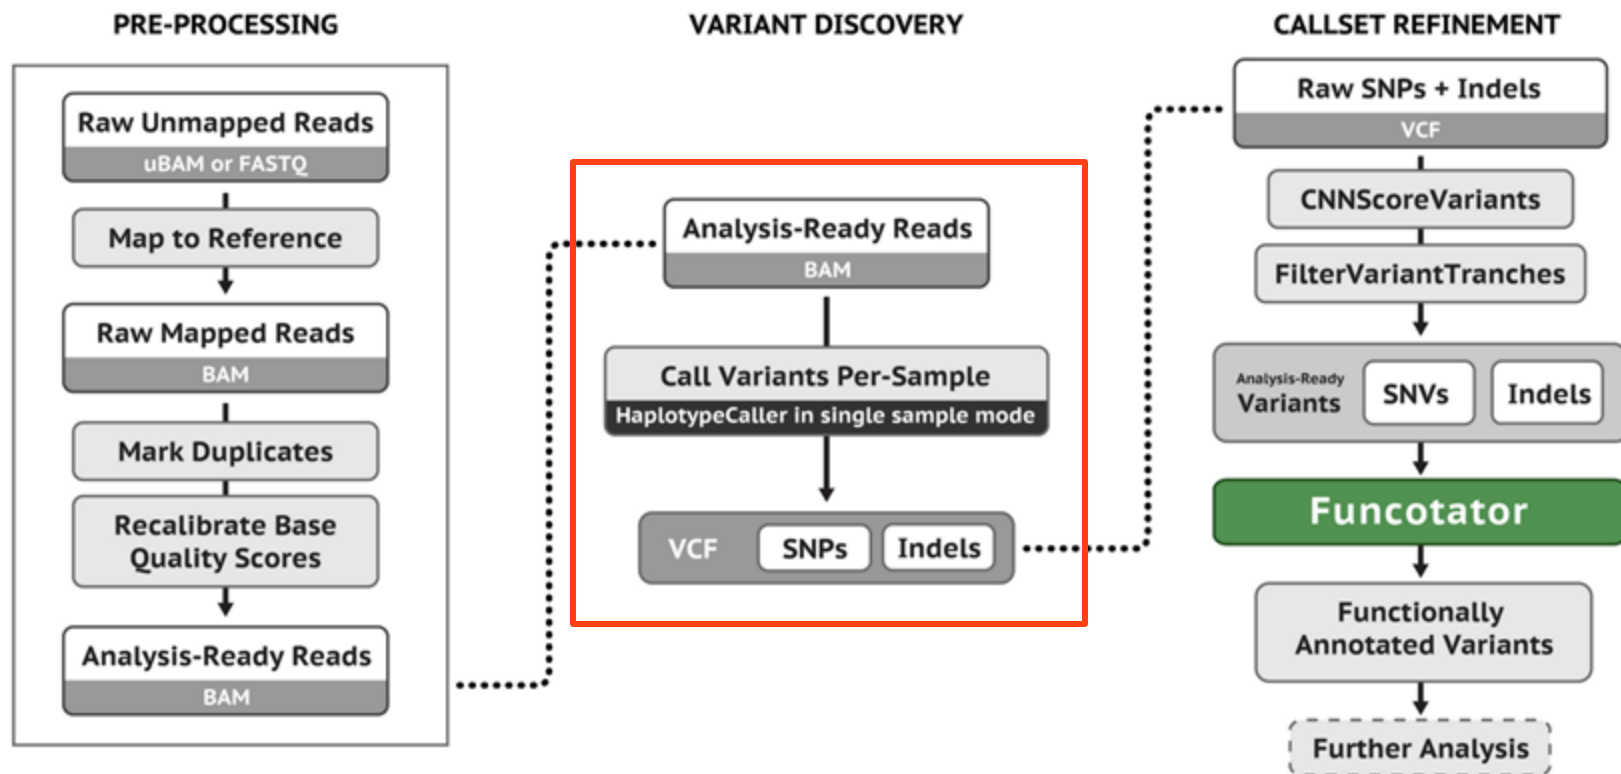 PRE-PROCESSING
Raw Unmapped Reads
uBAM or FASTQ
Map to Reference
Raw Mapped Reads
BAM
Mark Duplicates
Recalibrate Base
Quality Scores
Analysis-Ready Reads
BAM
VARIANT DISCOVERY
Analysis-Ready Reads
BAM
Call Variants Per-Sample
HaplotypeCaller in single sample mode
VCF SNPs Indels
CALLSET REFINEMENT
Raw SNPs + Indels
VCF
CNNScoreVariants
FilterVariantTranches
Analysis-Ready
Variants SNVs Indels
Funcotator
Functionally
Annotated Variants
Further Analysis